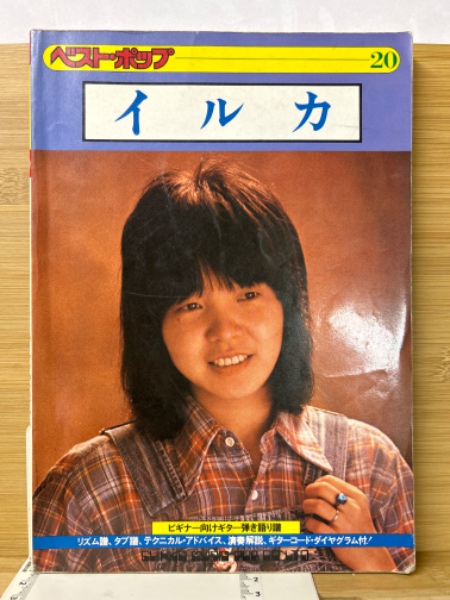 ベスト・ポップ
20
イルカ
ビギナー向けギター弾き語り譜
リズム譜、タブ譜、テクニカル・アドバイス、演奏解説、ギターコード・ダイヤグラム付!
2
3